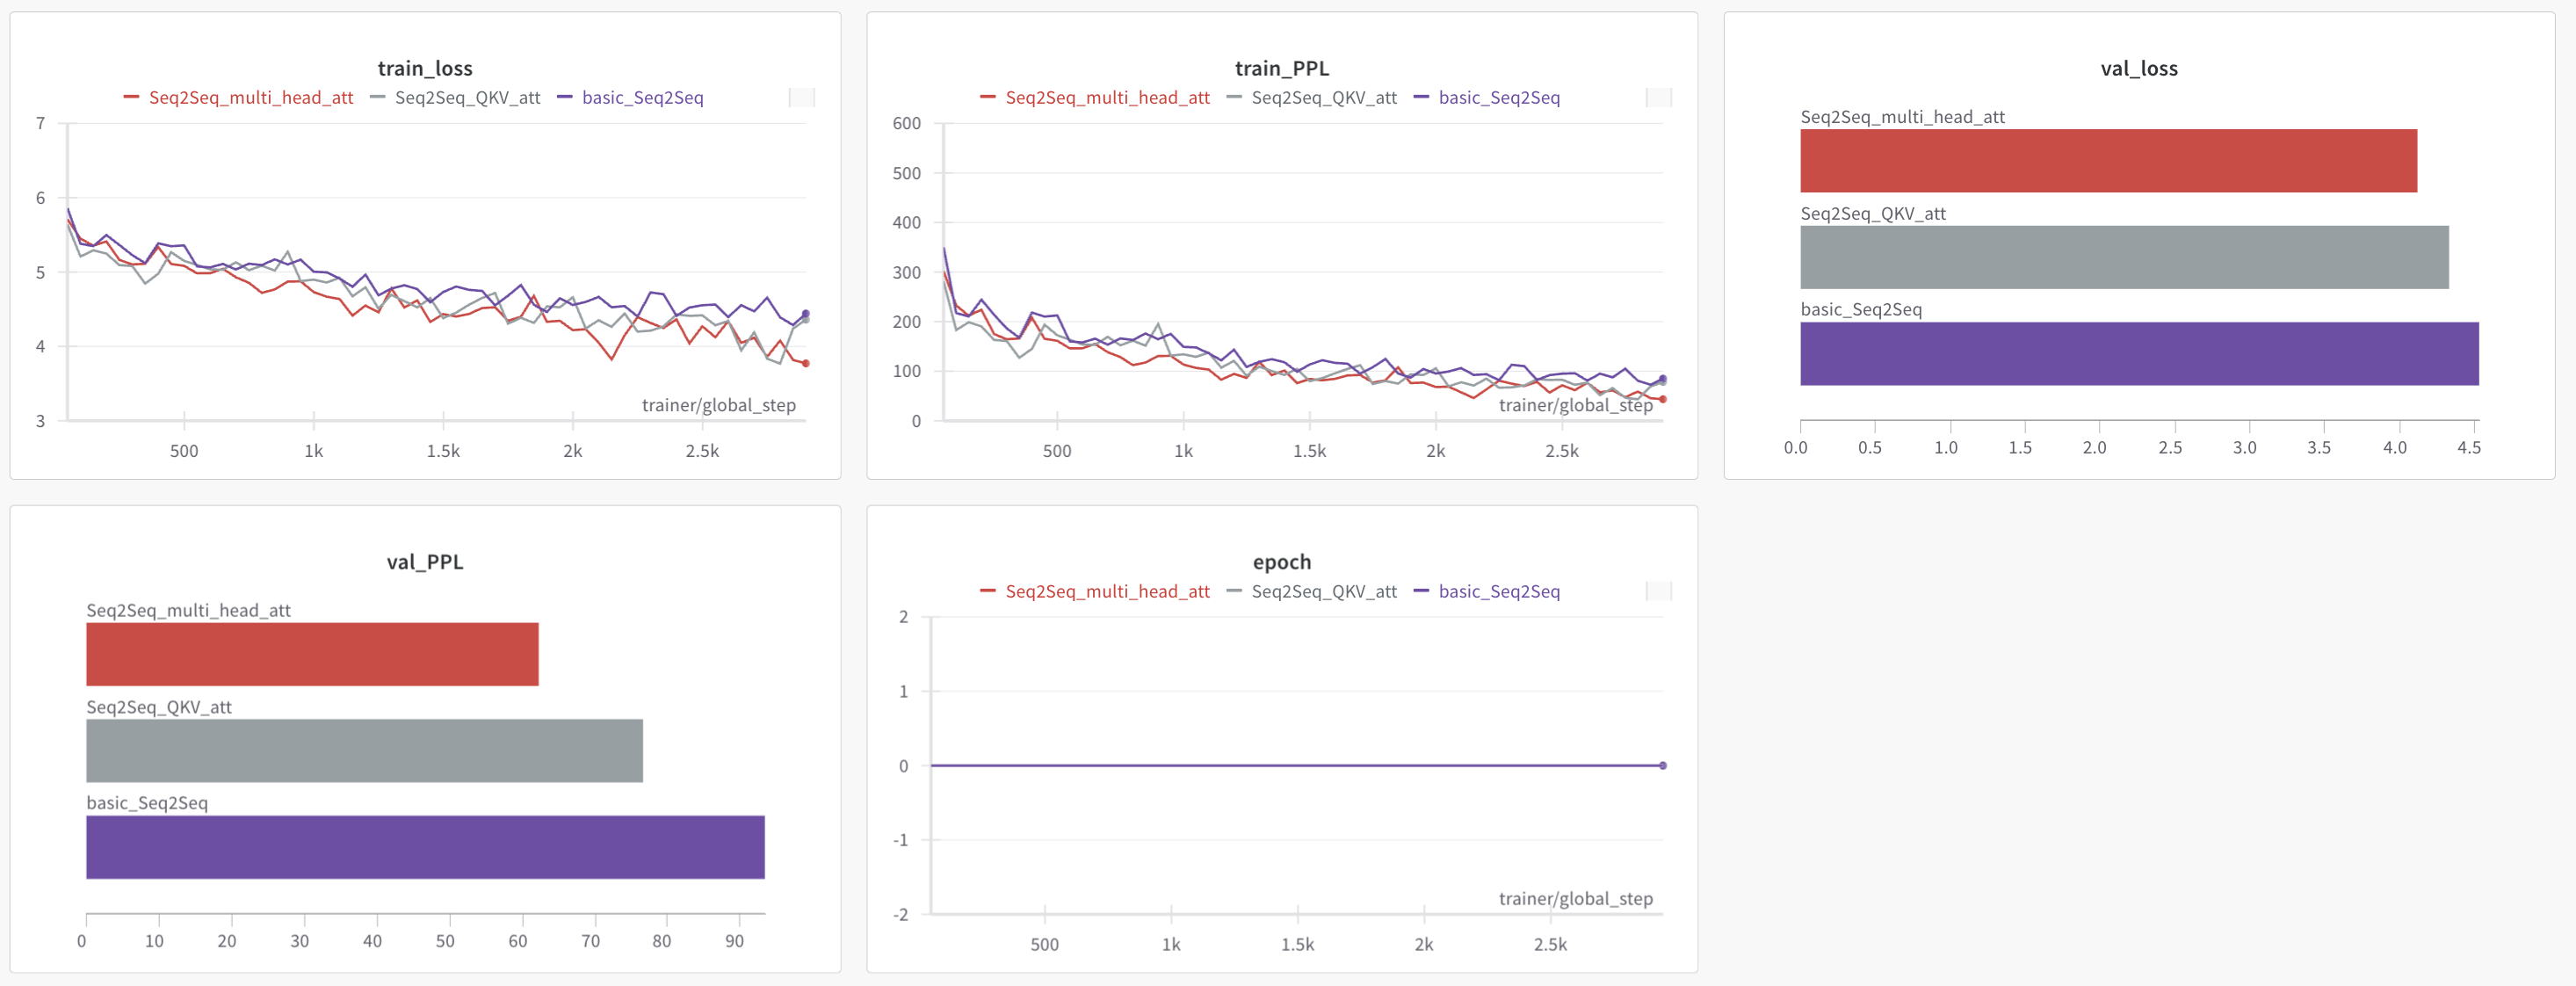 train_loss
Seq2Seq_multi_head_att Seq2Seq_QKV_att basic_Seq2Seq
7
6
5
4
3
trainer/global_step
500 1k 1.5k 2k 2.5k
train_PPL
Seq2Seq_multi_head_att Seq2Seq_QKV_att basic_Seq2Seq
600
500
400
300
200
100
0
trainer/global_step
500 1k 1.5k 2k 2.5k
val_loss
Seq2Seq_multi_head_att
Seq2Seq_QKV_att
basic_Seq2Seq
0.0 0.5 1.0 1.5 2.0 2.5 3.0 3.5 4.0 4.5
val_PPL
Seq2Seq_multi_head_att
Seq2Seq_QKV_att
basic_Seq2Seq
0 10 20 30 40 50 60 70 80 90
epoch
Seq2Seq_multi_head_att Seq2Seq_QKV_att basic_Seq2Seq
2
1
0
-1
-2
trainer/global_step
500 1k 1.5k 2k 2.5k